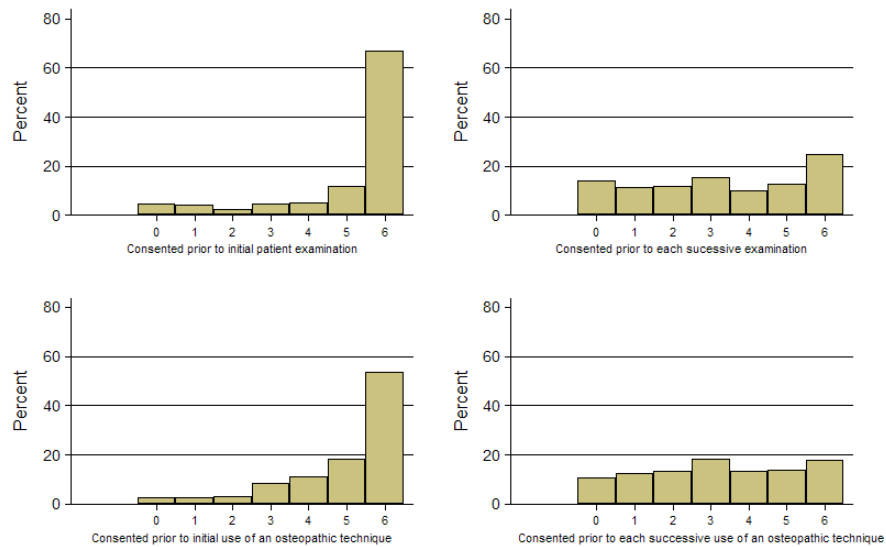 80
60
40
20
0
Percent
0 1 2 3 4 5 6
Consented prior to initial patient examination
80
60
40
20
0
Percent
0 1 2 3 4 5 6
Consented prior to each sucessive examination
80
60
40
20
0
Percent
0 1 2 3 4 5 6
Consented prior to initial use of an osteopathic technique
80
60
40
20
0
Percent
0 1 2 3 4 5 6
Consented prior to each successive use of an osteopathic technique